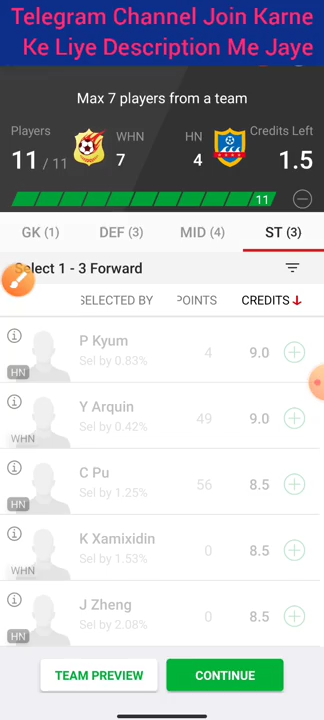 Telegram Channel Join Karne
Ke Liye Description Me Jaye
Max 7 players from a team
Players WHN HN Credits Left
11 / 11 7 4 1.5
11
GK (1) DEF (3) MID (4) ST (3)
Select 1 - 3 Forward
SELECTED BY POINTS CREDITS
P Kyum
Sel by 0.83% 4 9.0
HN
Y Arquin
Sel by 0.42% 49 9.0
WHN
C Pu
Sel by 1.25% 56 8.5
HN
K Xamixidin
Sel by 1.53% 0 8.5
WHN
J Zheng
Sel by 2.08% 0 8.5
HN
TEAM PREVIEW CONTINUE